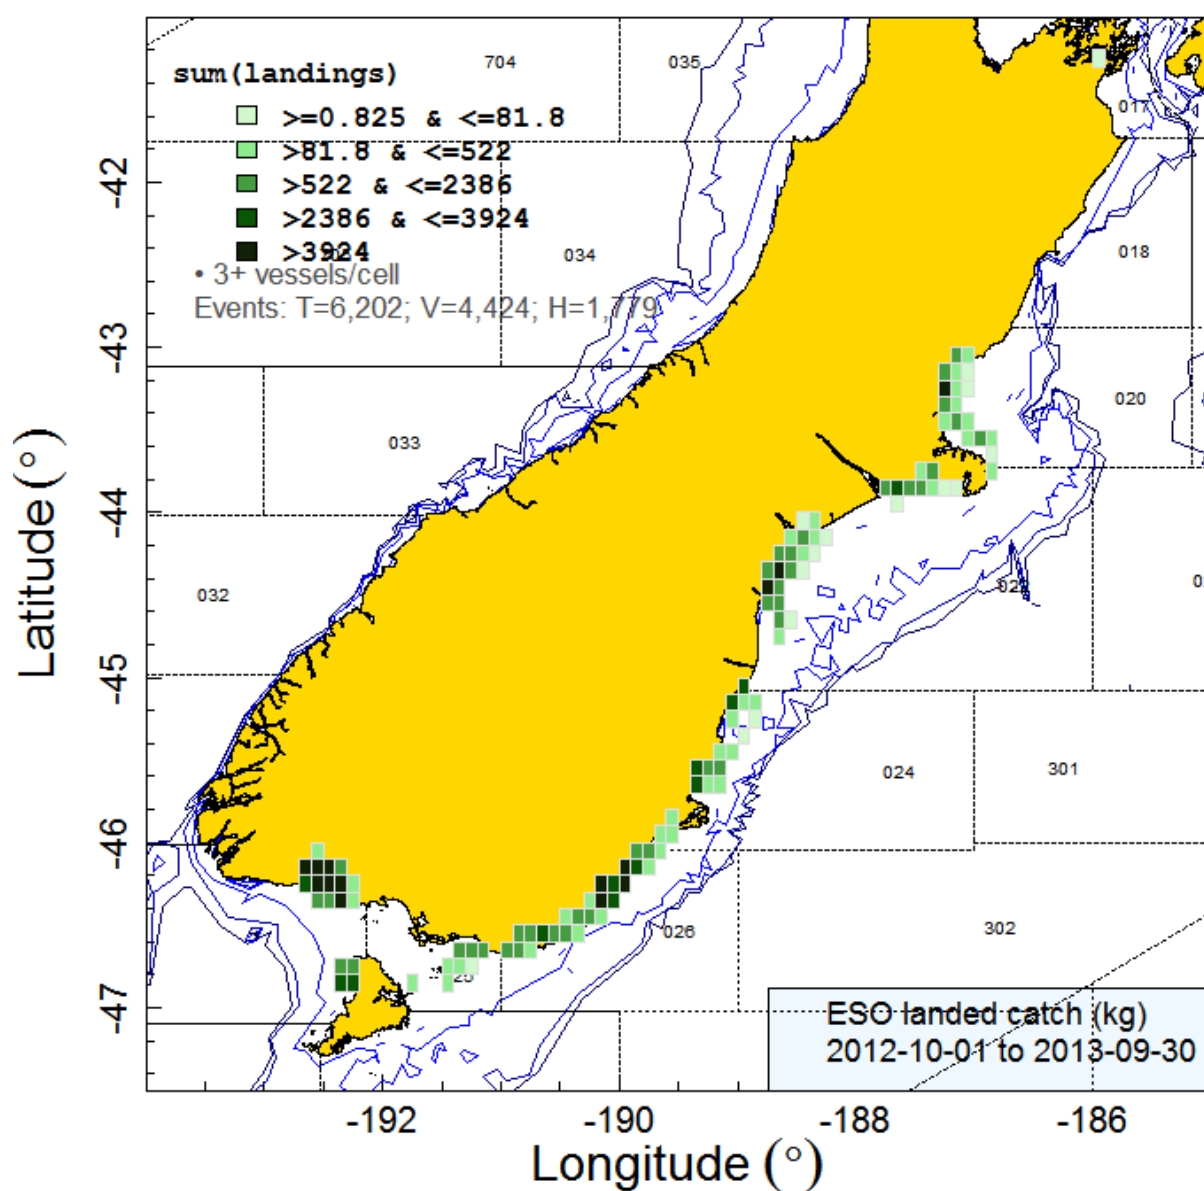 704
035
017
sum(landings)
>=0.825 & <=81.8
>81.8 & <=522
>522 & <=2386
>2386 & <=3924
>3924
• 3+ vessels/cell
Events: T=6,202; V=4,424; H=1,779
034
018
033
020
032
022
024
301
026
302
25
ESO landed catch (kg)
2012-10-01 to 2013-09-30
-42
-43
-44
-45
-46
-47
Latitude (°)
-192
-190
-188
-186
Longitude (°)